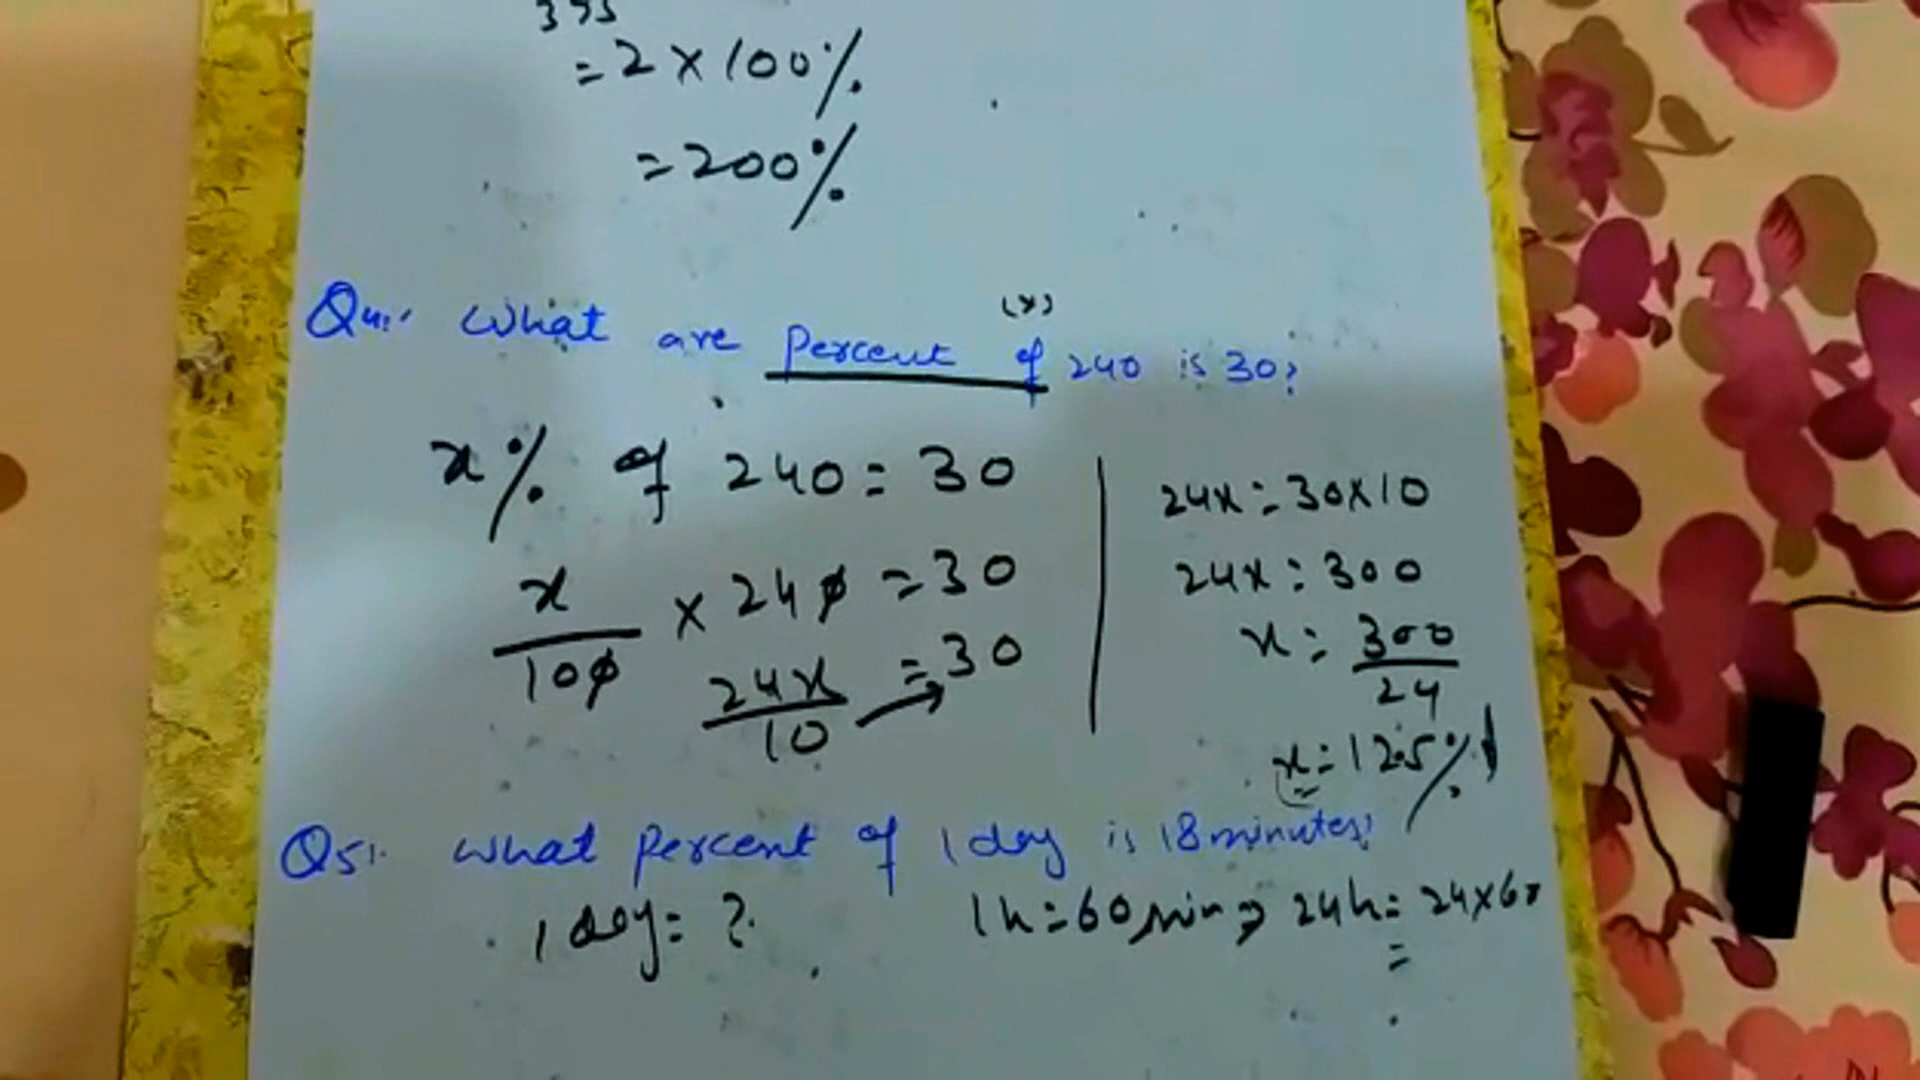 = 2 × 100%
= 200%
Q4:. What are Percent of 240 is 30?
(x)
x% of 240 = 30
x/100 × 240 = 30
24x/10 = 30
24x = 30×10
24x = 300
x = 300/24
x = 12.5%
Q5:. What Percent of 1 day is 18 minutes?
1 day = ? 1h = 60 min ⇒ 24h = 24×60
=